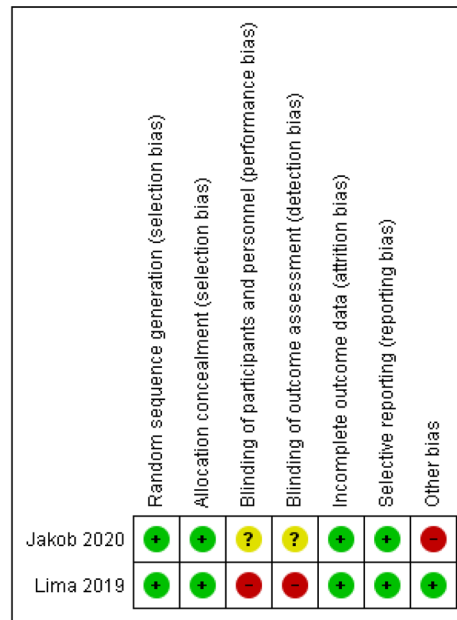 Random sequence generation (selection bias)
Allocation concealment (selection bias)
Blinding of participants and personnel (performance bias)
Blinding of outcome assessment (detection bias)
Incomplete outcome data (attrition bias)
Selective reporting (reporting bias)
Other bias
Jakob 2020 + + ? ? + + -
Lima 2019 + + - - + + +